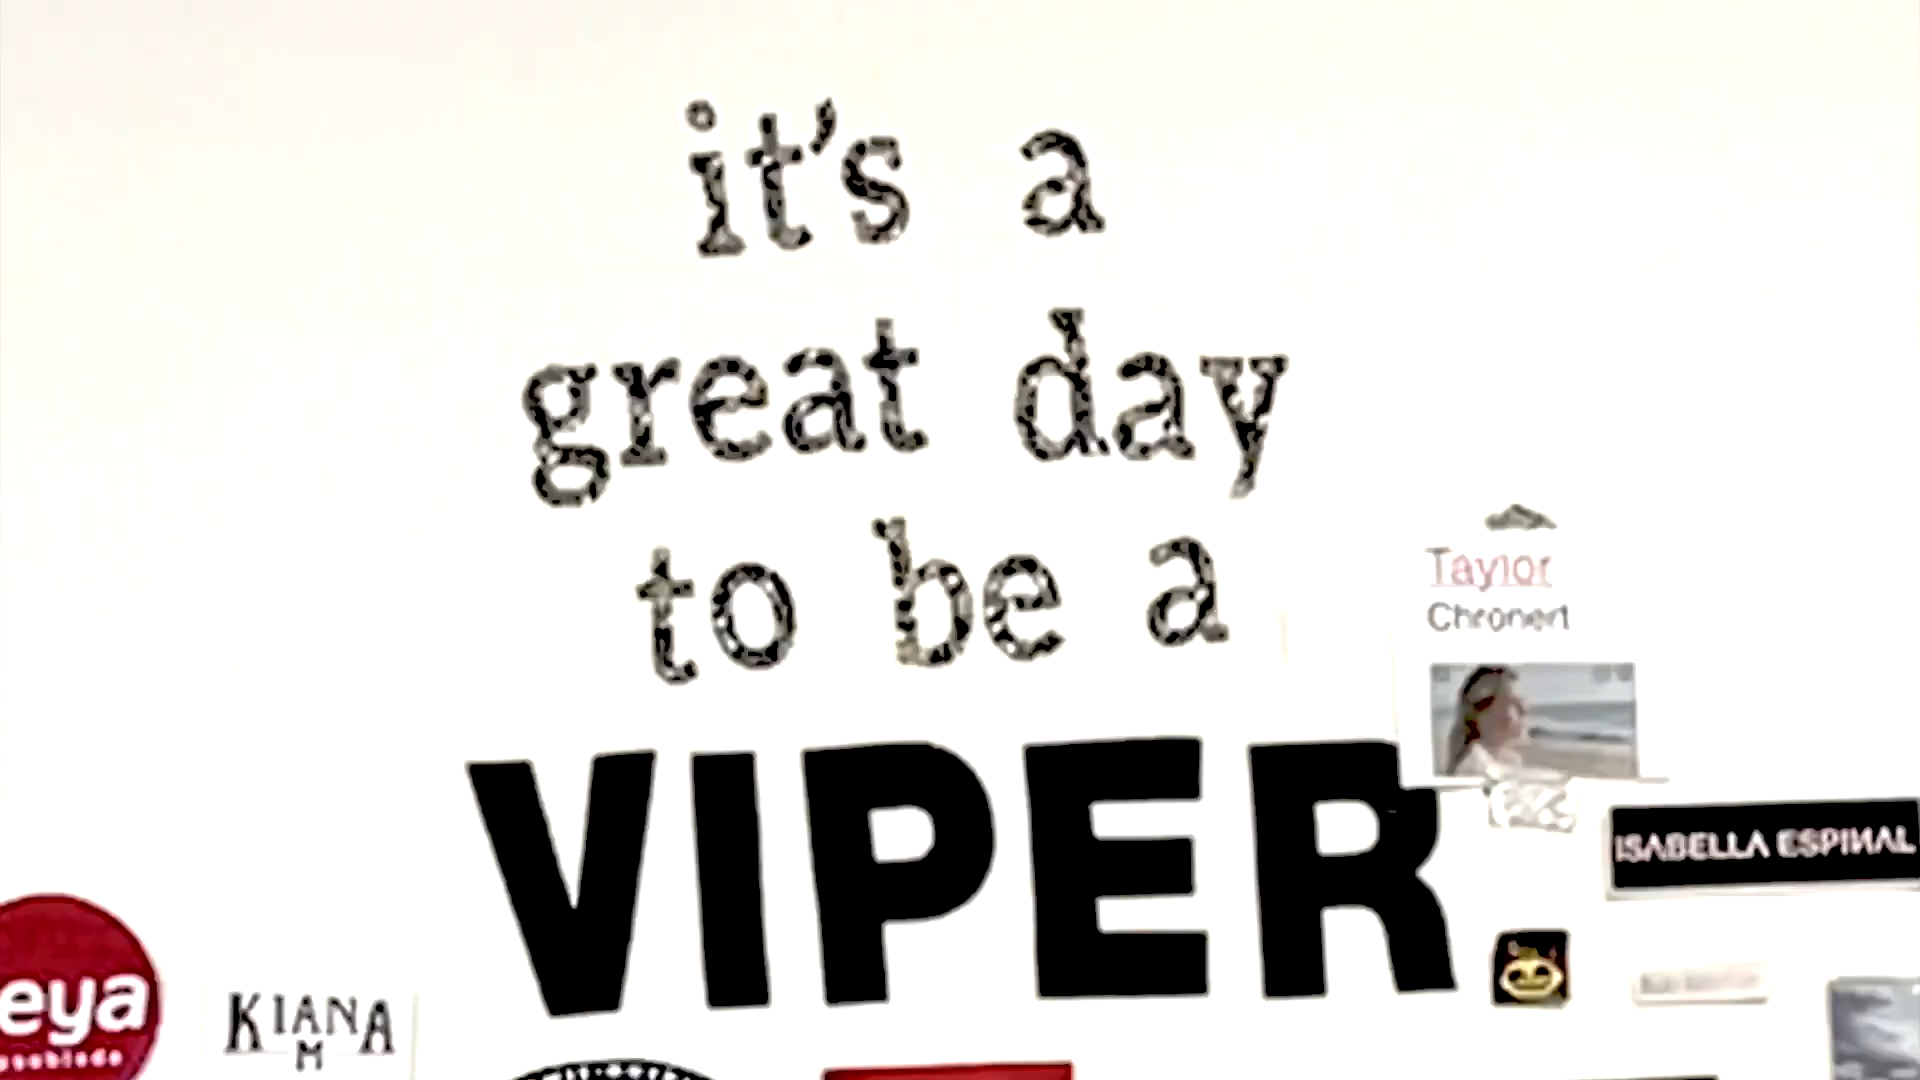 it's a
great day
to be a
VIPER
Taylor
Chronert
ISABELLA ESPINAL
eya
KIANA
M